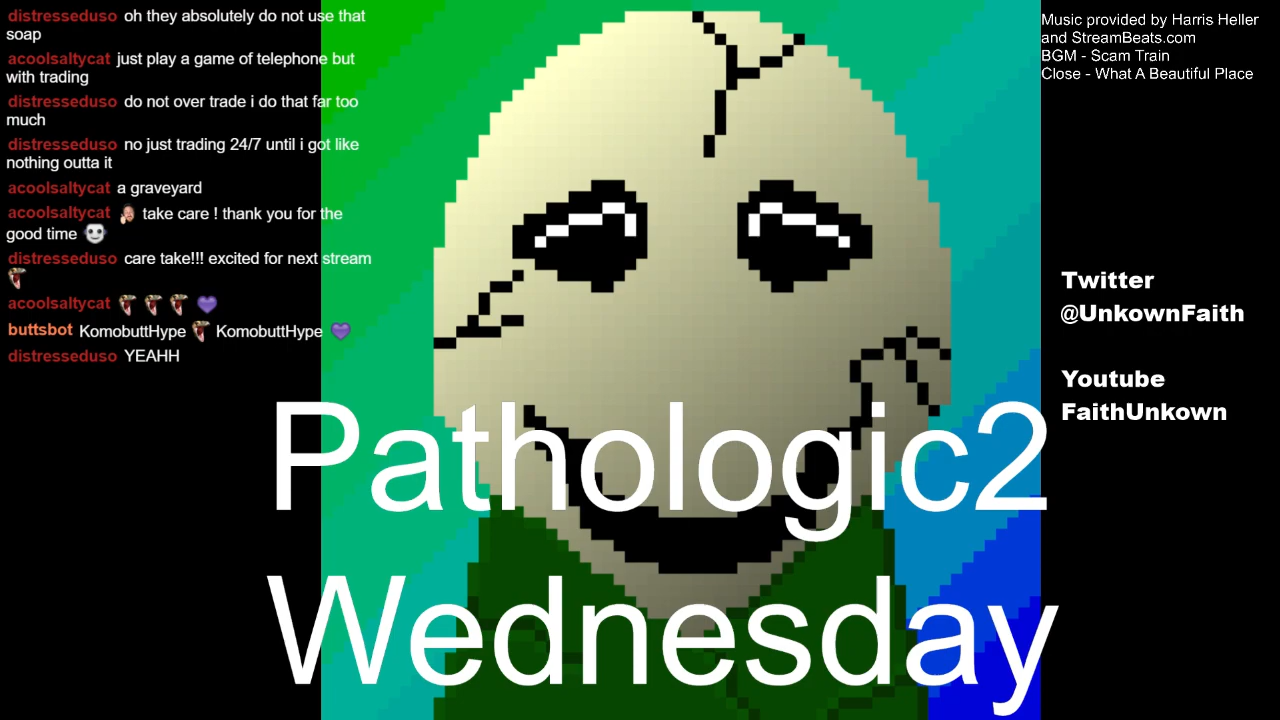 distresseduso oh they absolutely do not use that
soap
acoolsaltycat just play a game of telephone but
with trading
distresseduso do not over trade i do that far too
much
distresseduso no just trading 24/7 until i got like
nothing outta it
acoolsaltycat a graveyard
acoolsaltycat take care ! thank you for the
good time
distresseduso care take!!! excited for next stream
acoolsaltycat
buttsbot KomobuttHype KomobuttHype
distresseduso YEAHH
Pathologic2
Wednesday
Music provided by Harris Heller
and StreamBeats.com
BGM - Scam Train
Close - What A Beautiful Place
Twitter
@UnkownFaith
Youtube
FaithUnkown